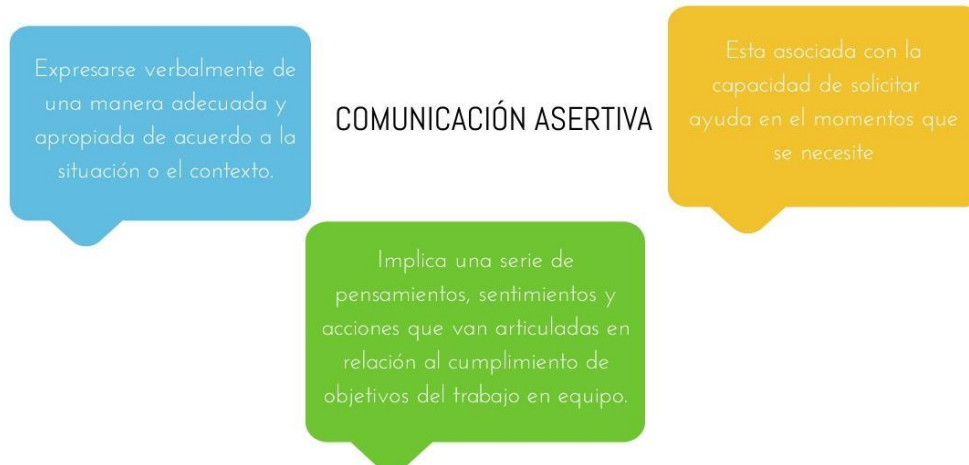 Expresarse verbalmente de
una manera adecuada y
apropiada de acuerdo a la
situación o el contexto.
COMUNICACIÓN ASERTIVA
Esta asociada con la
capacidad de solicitar
ayuda en el momentos que
se necesite
Implica una serie de
pensamientos, sentimientos y
acciones que van articuladas en
relación al cumplimiento de
objetivos del trabajo en equipo.